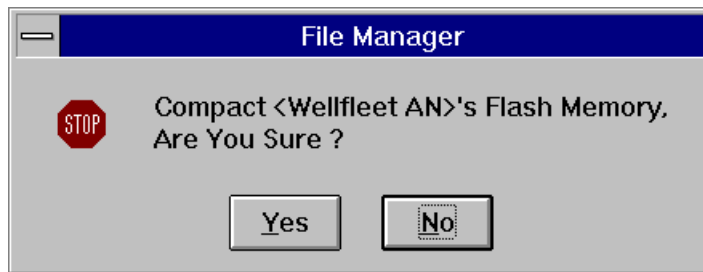 File Manager
STOP
Compact <Wellfleet AN>'s Flash Memory,
Are You Sure ?
Yes No